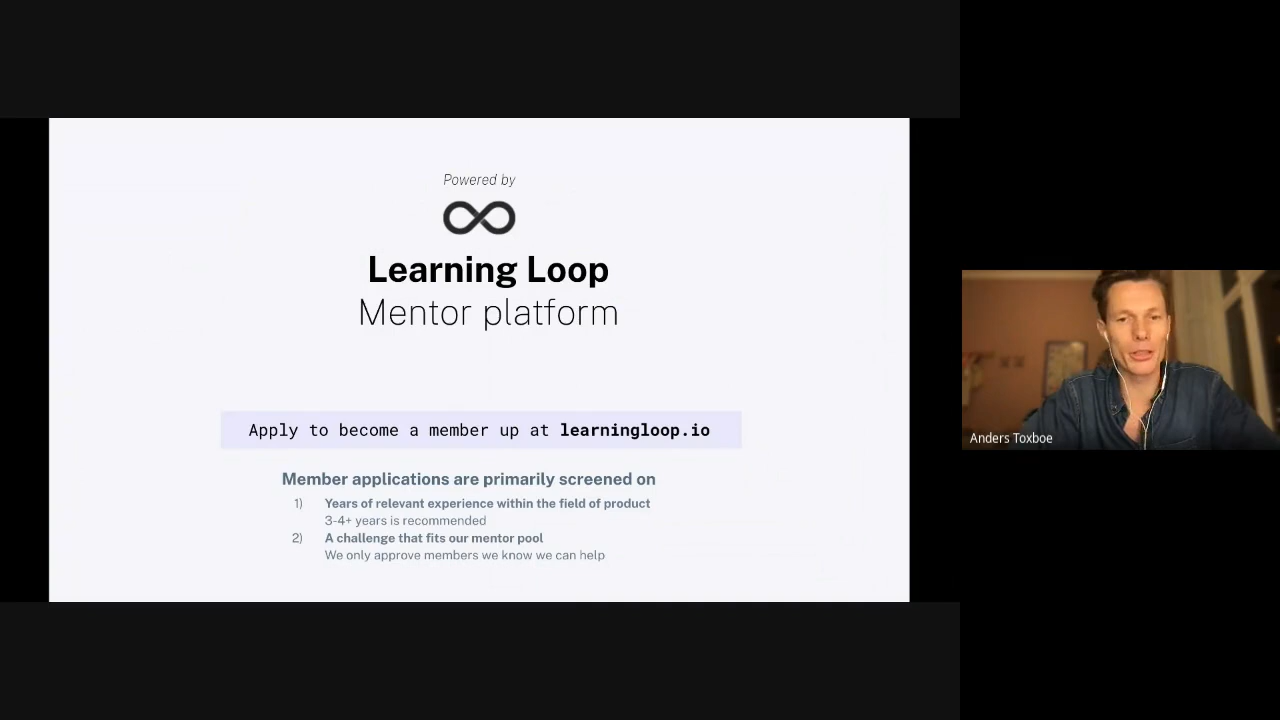 Powered by
Learning Loop
Mentor platform
Apply to become a member up at learningloop.io
Member applications are primarily screened on
1) Years of relevant experience within the field of product
3-4+ years is recommended
2) A challenge that fits our mentor pool
We only approve members we know we can help
Anders Toxboe